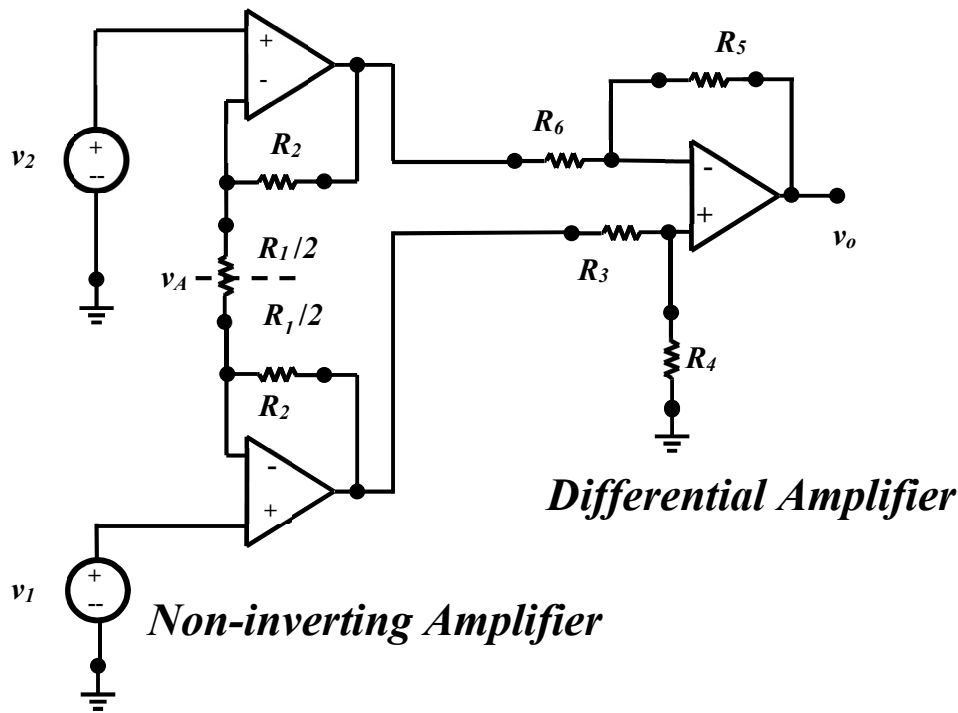 R5
+
-
R6
R2
v2
+
--
-
+
vo
R1/2
vA
R3
R1/2
R4
R2
-
+
Differential Amplifier
v1
+
--
Non-inverting Amplifier